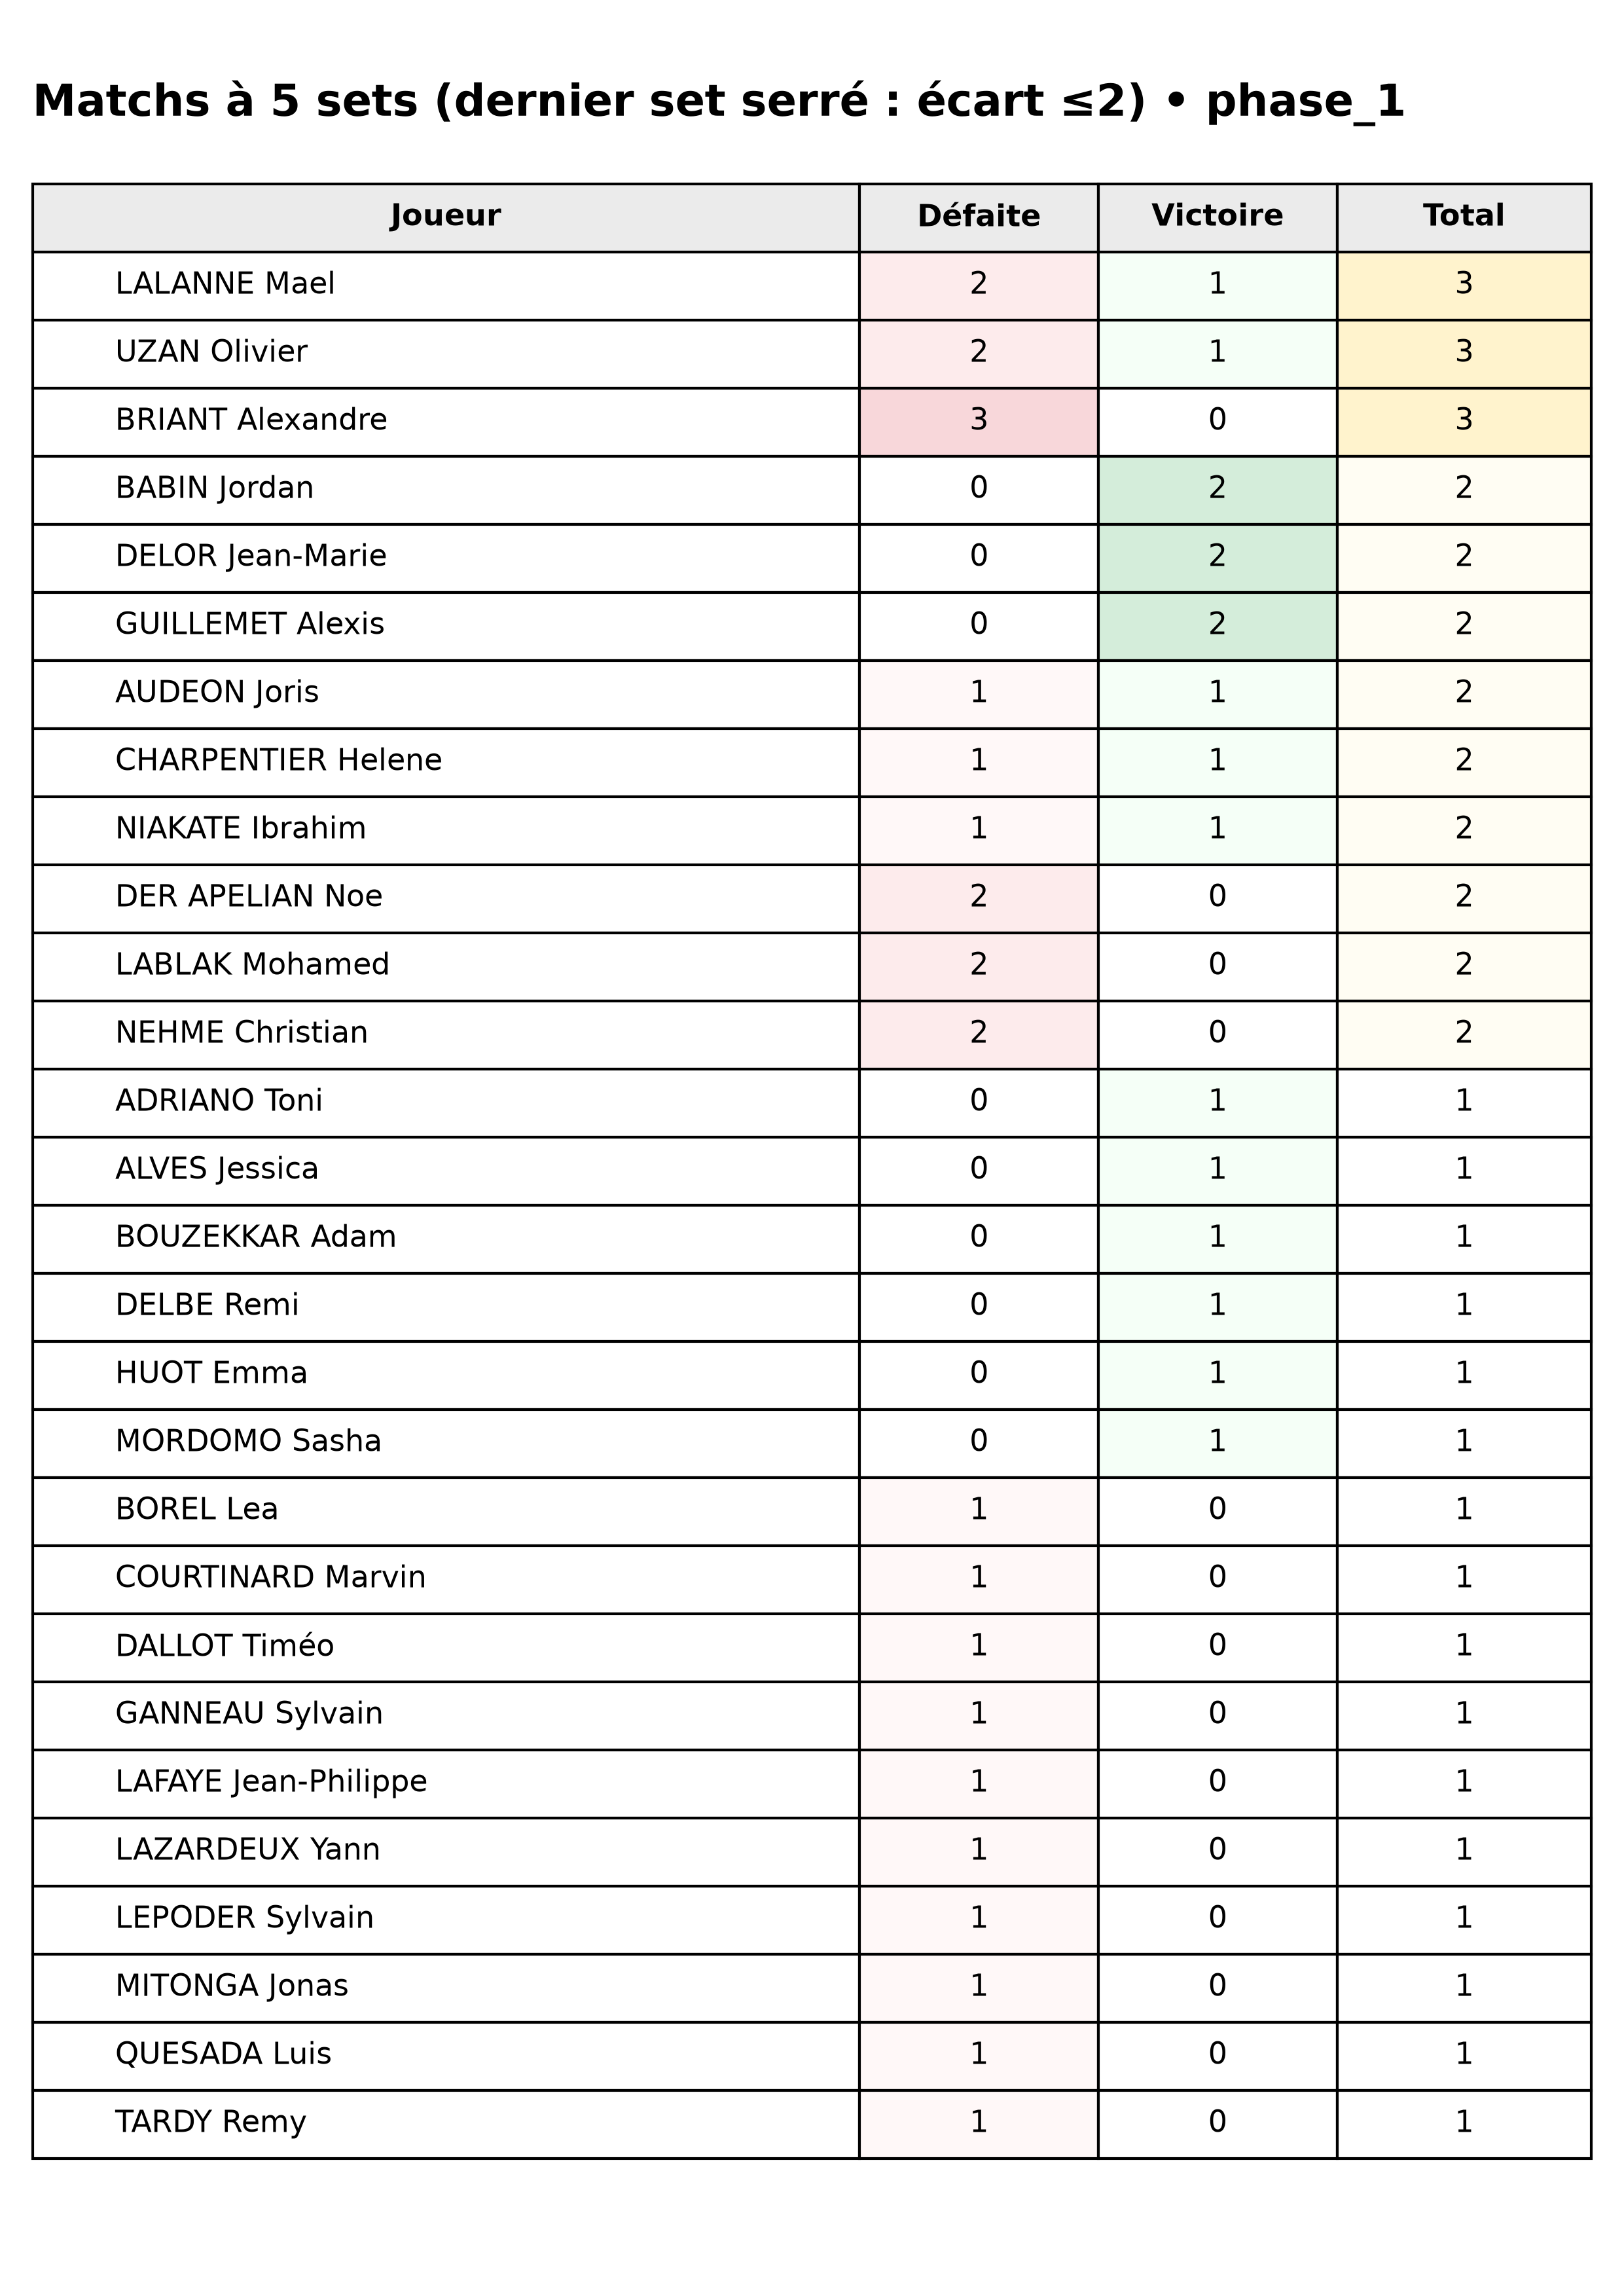 Matchs à 5 sets (dernier set serré : écart ≤2) • phase_1
Joueur Défaite Victoire Total
LALANNE Mael 2 1 3
UZAN Olivier 2 1 3
BRIANT Alexandre 3 0 3
BABIN Jordan 0 2 2
DELOR Jean-Marie 0 2 2
GUILLEMET Alexis 0 2 2
AUDEON Joris 1 1 2
CHARPENTIER Helene 1 1 2
NIAKATE Ibrahim 1 1 2
DER APELIAN Noe 2 0 2
LABLAK Mohamed 2 0 2
NEHME Christian 2 0 2
ADRIANO Toni 0 1 1
ALVES Jessica 0 1 1
BOUZEKKAR Adam 0 1 1
DELBE Remi 0 1 1
HUOT Emma 0 1 1
MORDOMO Sasha 0 1 1
BOREL Lea 1 0 1
COURTINARD Marvin 1 0 1
DALLOT Timéo 1 0 1
GANNEAU Sylvain 1 0 1
LAFAYE Jean-Philippe 1 0 1
LAZARDEUX Yann 1 0 1
LEPODER Sylvain 1 0 1
MITONGA Jonas 1 0 1
QUESADA Luis 1 0 1
TARDY Remy 1 0 1